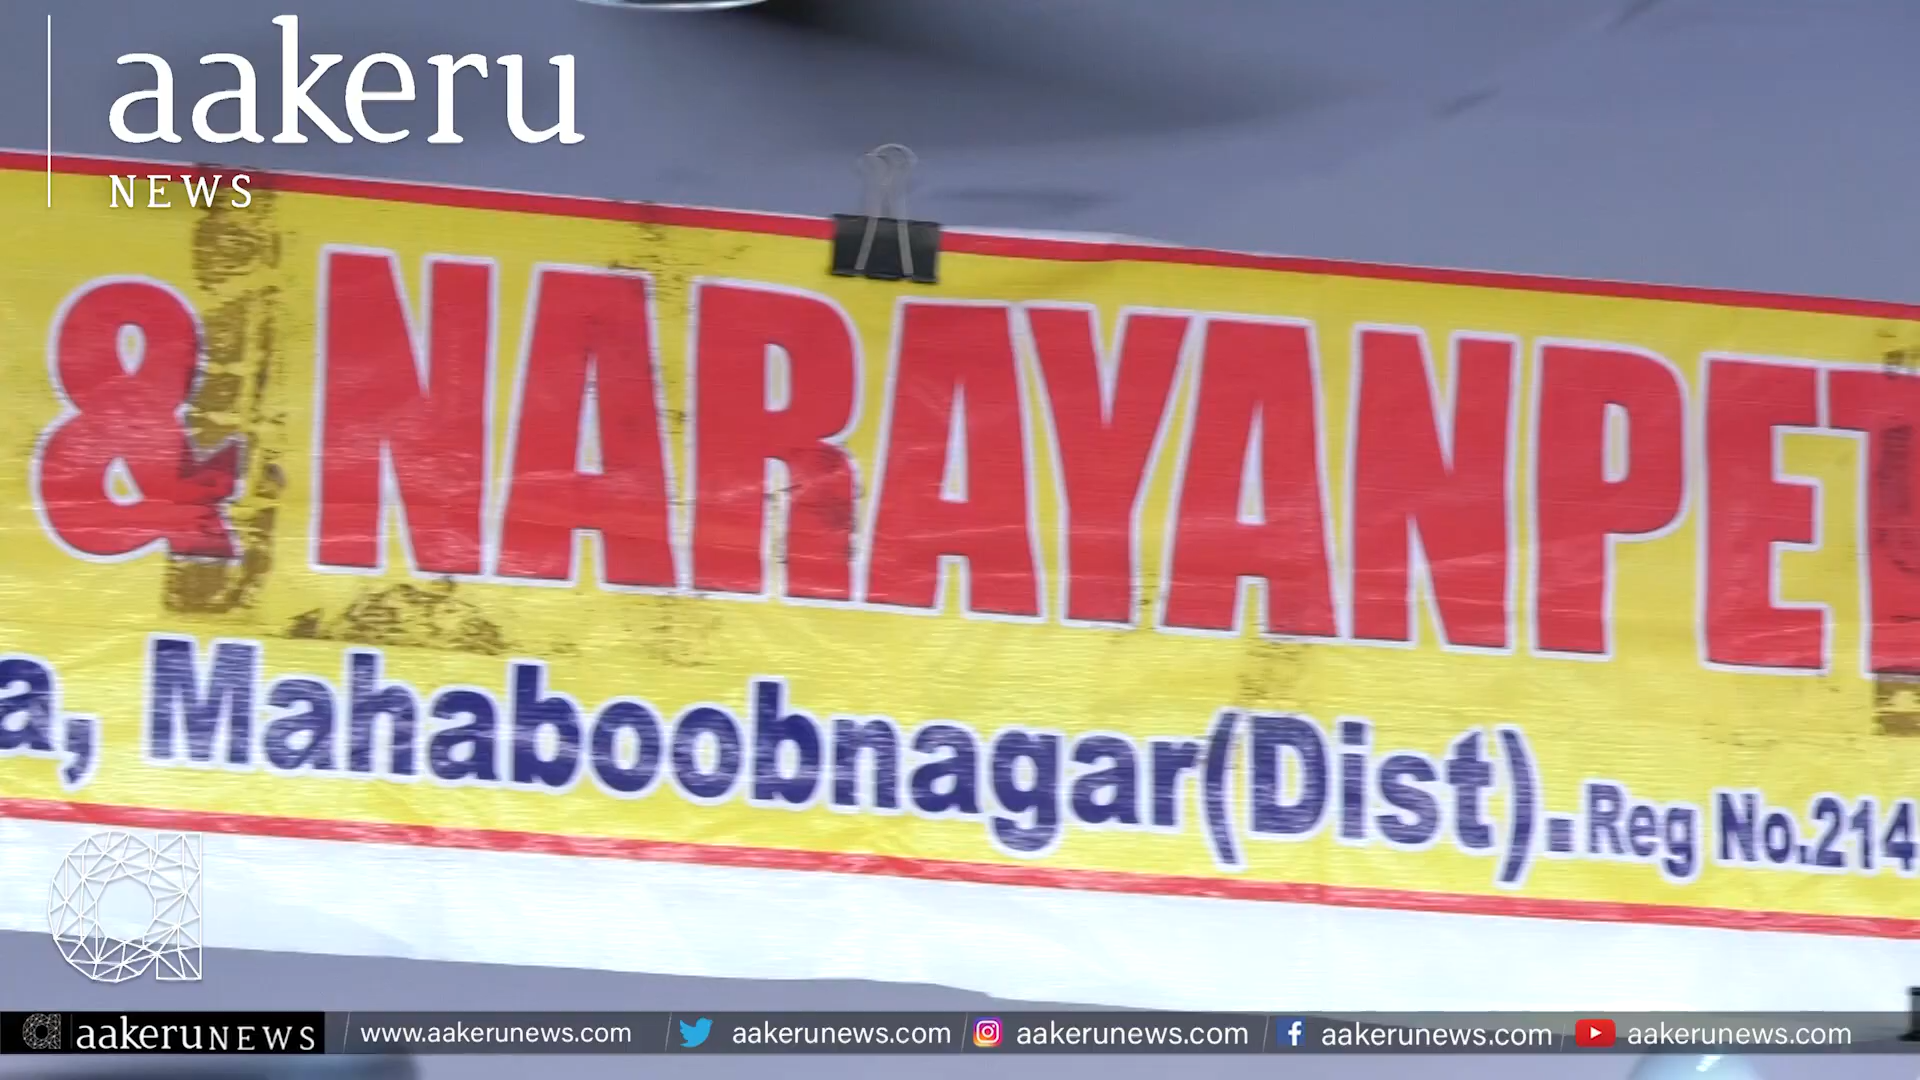 aakeru
NEWS
& NARAYANPET
a, Mahaboobnagar(Dist).Reg No.214
aakeruNEWS www.aakerunews.com aakerunews.com aakerunews.com aakerunews.com aakerunews.com